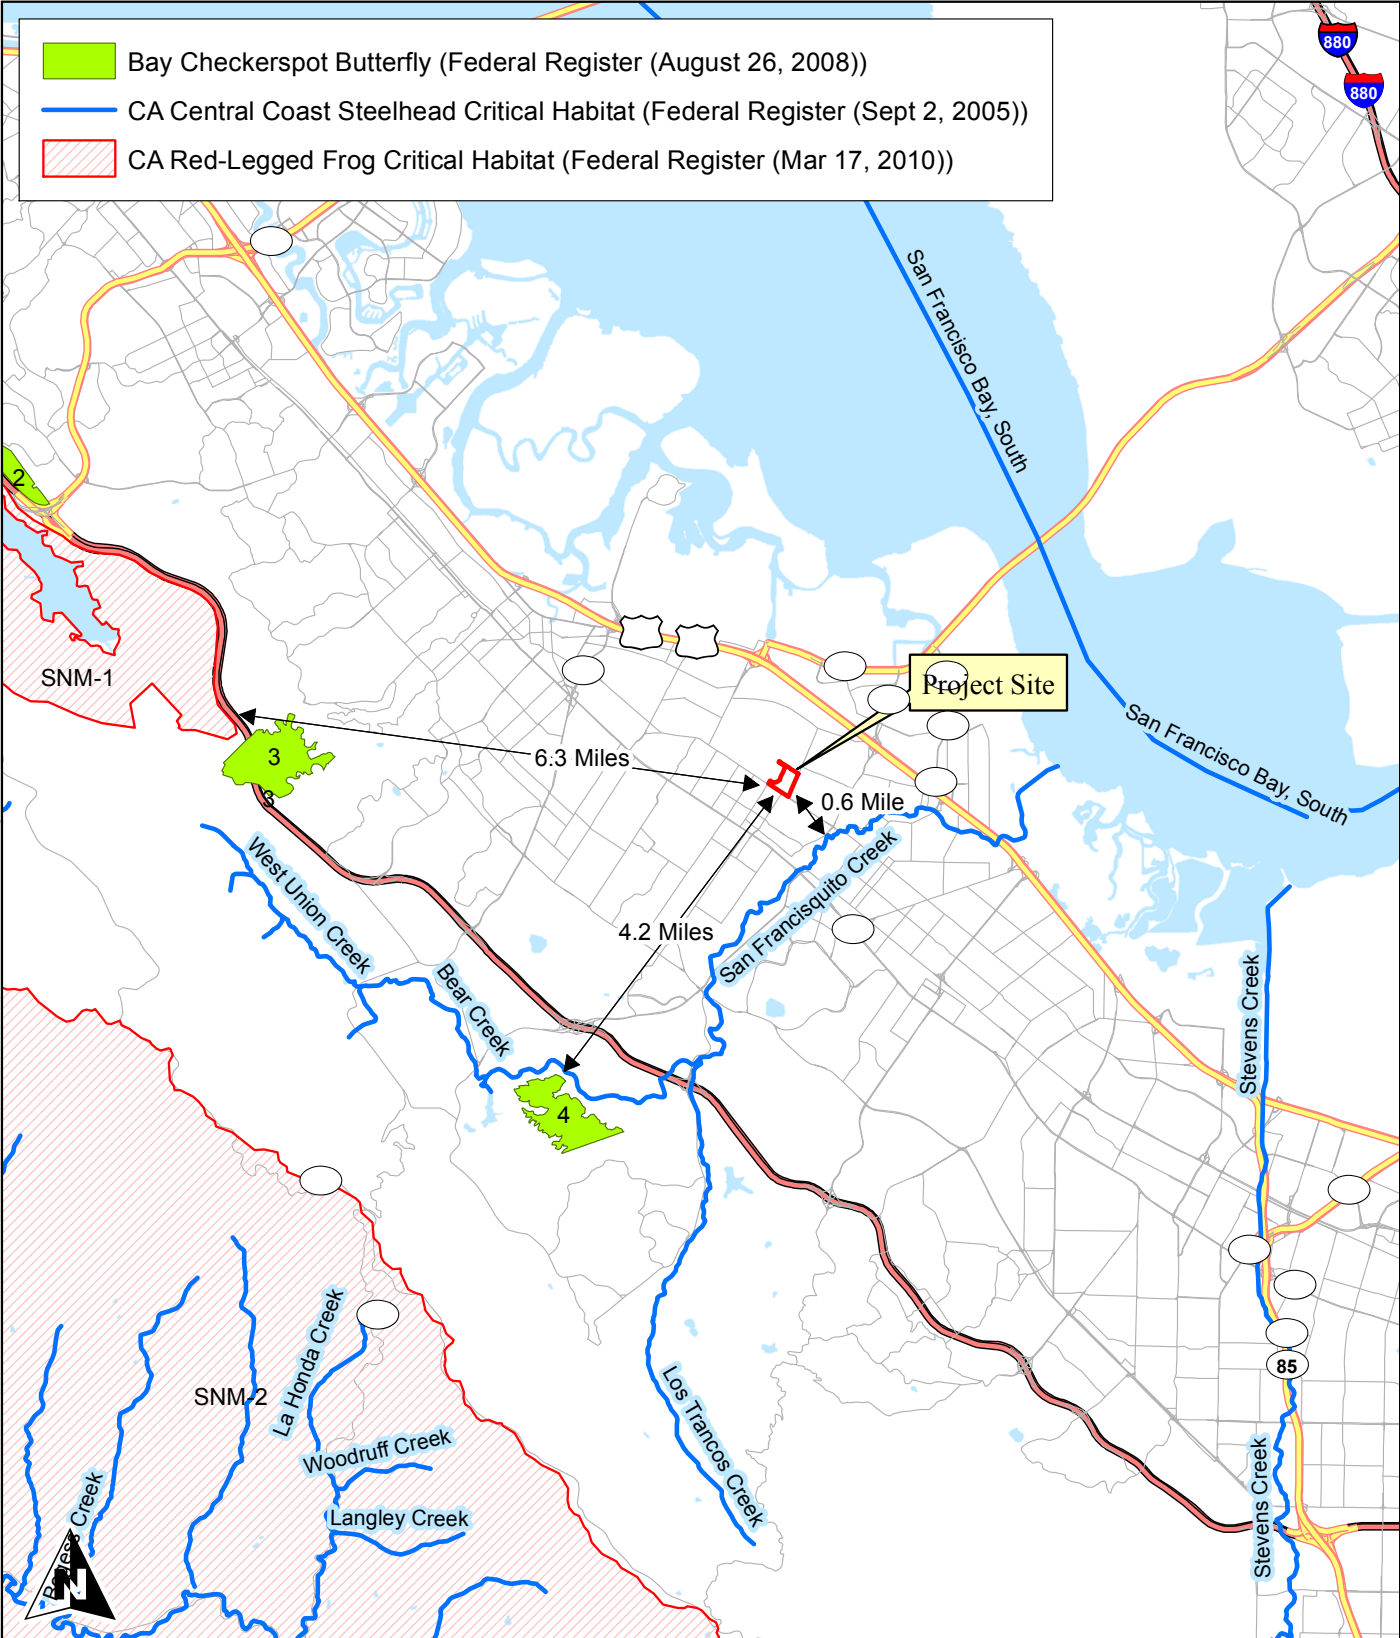 Bay Checkerspot Butterfly (Federal Register (August 26, 2008))
CA Central Coast Steelhead Critical Habitat (Federal Register (Sept 2, 2005))
CA Red-Legged Frog Critical Habitat (Federal Register (Mar 17, 2010))
880
880
San Francisco Bay, South
2
SNM-1
Project Site
3
6.3 Miles
San Francisco Bay, South
3
0.6 Mile
West Union Creek
San Francisquito Creek
4.2 Miles
Bear Creek
Stevens Creek
4
La Honda Creek
85
SNM-2
Los Trancos Creek
Woodruff Creek
Stevens Creek
Langley Creek
Creek
N